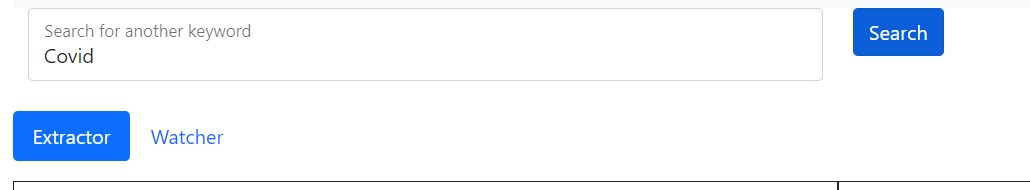 Search for another keyword
Covid
Search
Extractor
Watcher